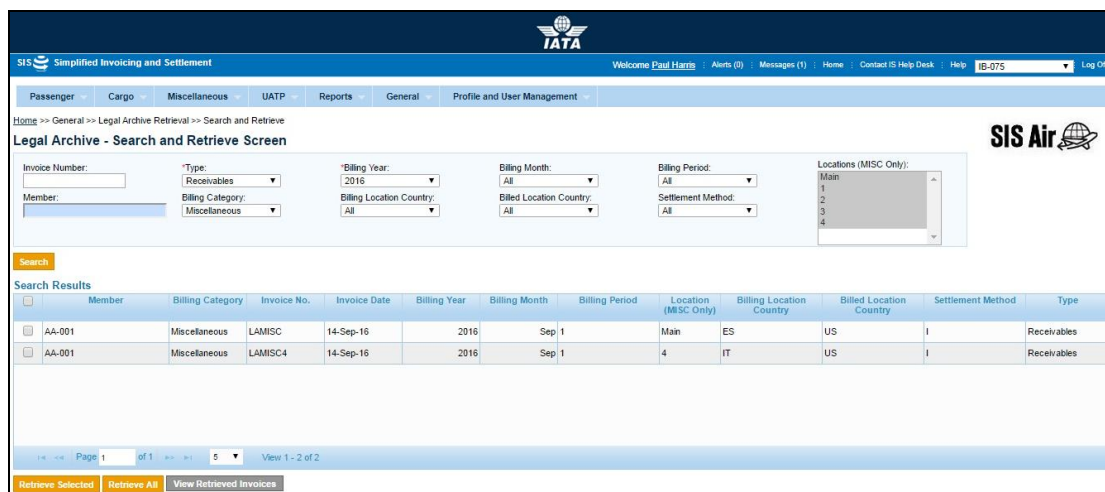 IATA
SIS Simplified Invoicing and Settlement
Welcome Paul Harris Alerts (0) Messages (1) Home Contact IS Help Desk Help IB-075 Log Of
Passenger Cargo Miscellaneous UATP Reports General Profile and User Management
Home >> General >> Legal Archive Retrieval >> Search and Retrieve
Legal Archive - Search and Retrieve Screen
SIS Air
Invoice Number: *Type: *Billing Year: Billing Month: Billing Period: Locations (MISC Only):
Receivables 2016 All All Main
1
Member: Billing Category: Billing Location Country: Billed Location Country: Settlement Method: 2
Miscellaneous All All All 3
4
Search
Search Results
Member Billing Category Invoice No. Invoice Date Billing Year Billing Month Billing Period Location (MISC Only) Billing Location Country Billed Location Country Settlement Method Type
AA-001 Miscellaneous LAMISC 14-Sep-16 2016 Sep 1 Main ES US I Receivables
AA-001 Miscellaneous LAMISC4 14-Sep-16 2016 Sep 1 4 IT US I Receivables
Page 1 of 1 5 View 1 - 2 of 2
Retrieve Selected Retrieve All View Retrieved Invoices